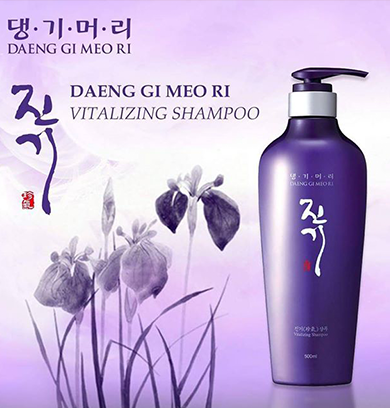 댕·기·머·리
DAENG GI MEO RI
진기
DAENG GI MEO RI
VITALIZING SHAMPOO
댕·기·머·리
DAENG GI MEO RI
진기
Vitalizing Shampoo
500ml